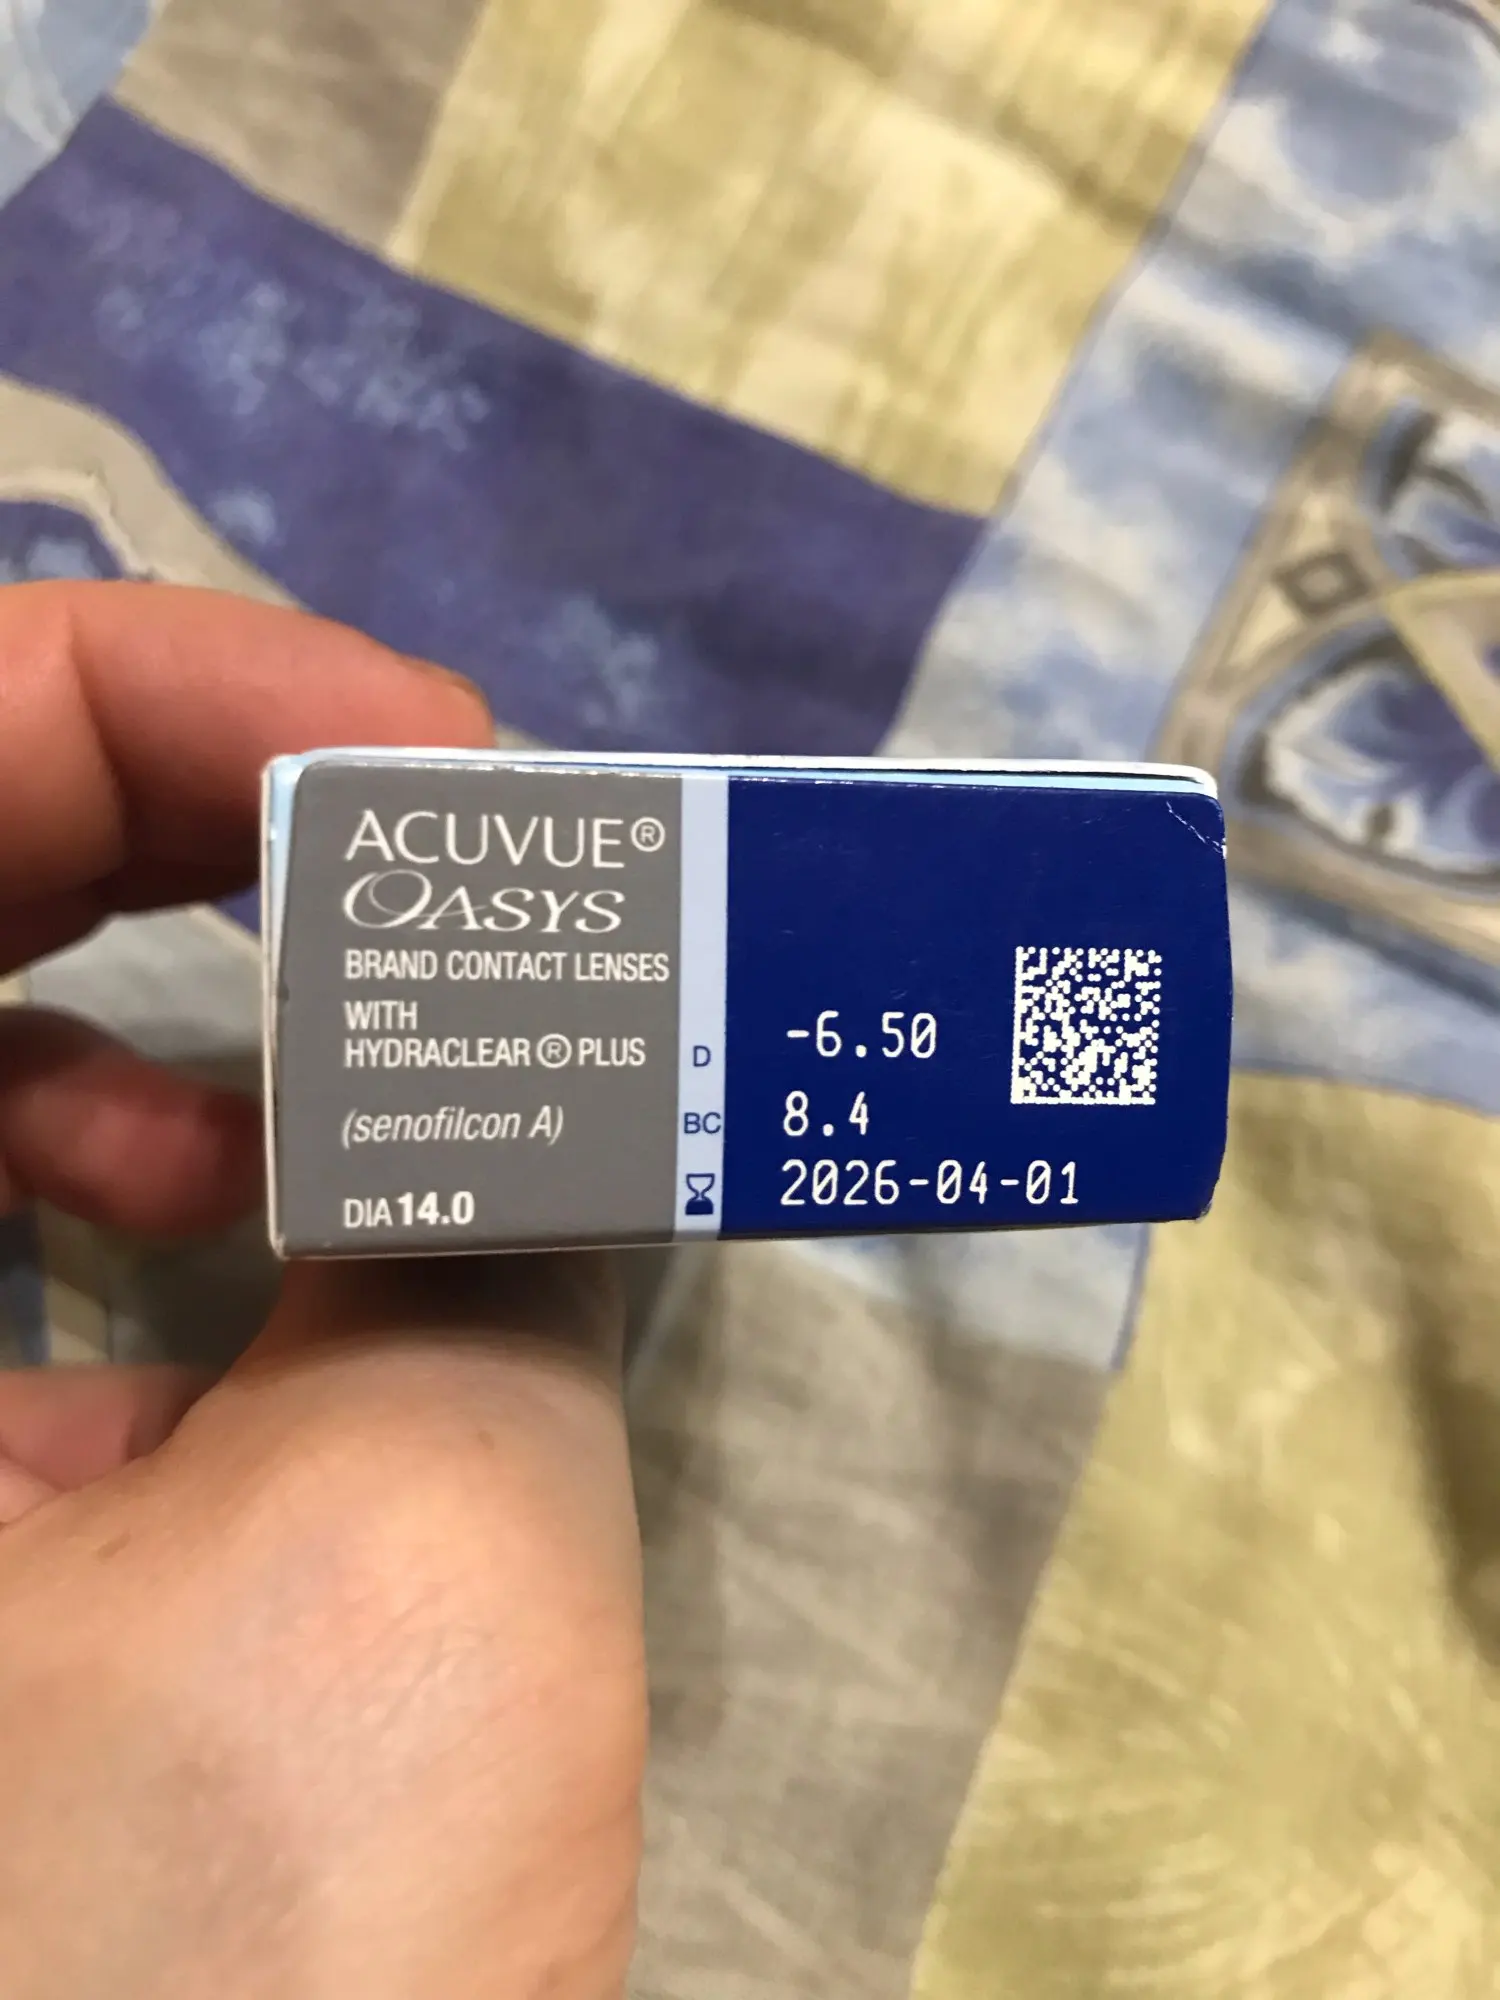 ACUVUE®
OASYS
BRAND CONTACT LENSES
WITH
HYDRACLEAR® PLUS
(senofilcon A)
DIA 14.0
D -6.50
BC 8.4
2026-04-01